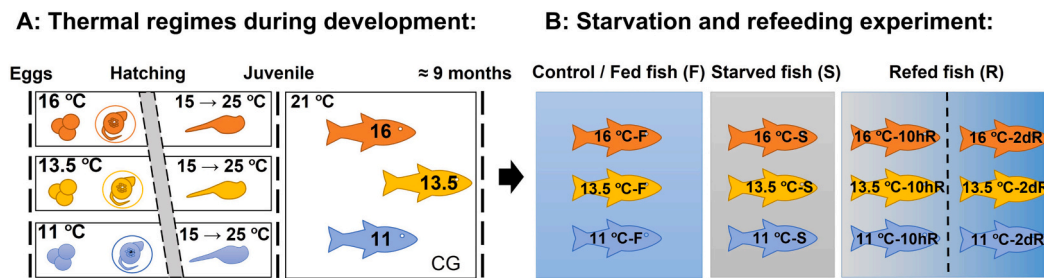 A: Thermal regimes during development:
Eggs Hatching Juvenile ≈ 9 months
16 ºC 15 → 25 ºC
13.5 ºC 15 → 25 ºC
11 ºC 15 → 25 ºC
21 ºC
16
13.5
11
CG
B: Starvation and refeeding experiment:
Control / Fed fish (F) Starved fish (S) Refed fish (R)
16 ºC-F 16 ºC-S 16 ºC-10hR 16 ºC-2dR
13.5 ºC-F 13.5 ºC-S 13.5 ºC-10hR 13.5 ºC-2dR
11 ºC-F 11 ºC-S 11 ºC-10hR 11 ºC-2dR